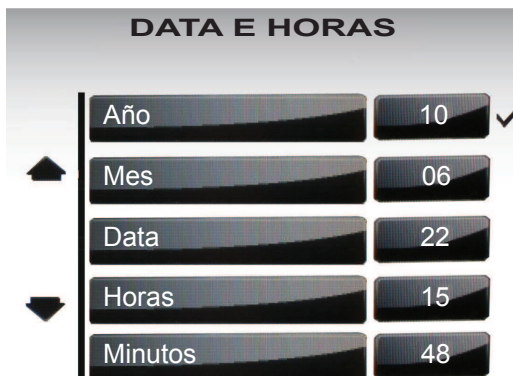 DATA E HORAS
Año 10
Mes 06
Data 22
Horas 15
Minutos 48